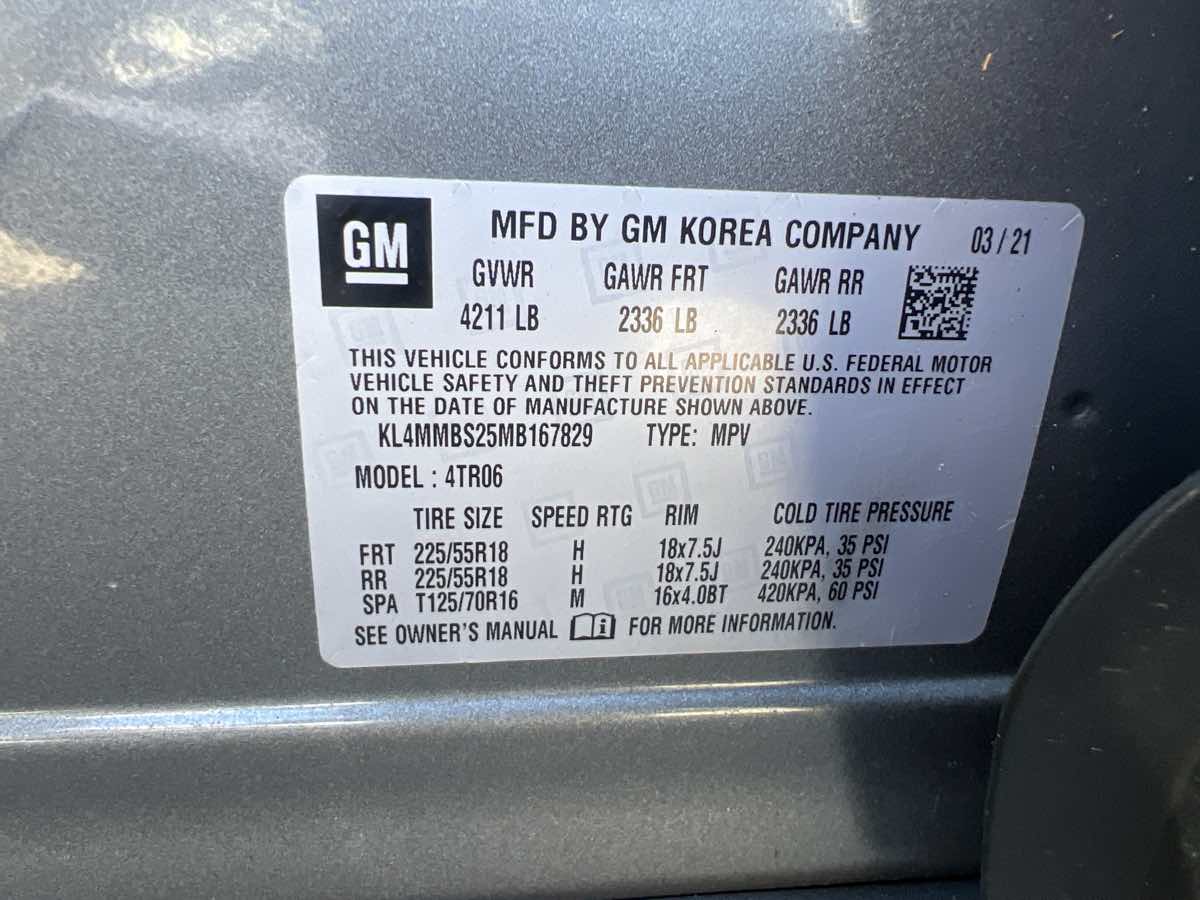 GM
MFD BY GM KOREA COMPANY 03/21
GVWR GAWR FRT GAWR RR
4211 LB 2336 LB 2336 LB
THIS VEHICLE CONFORMS TO ALL APPLICABLE U.S. FEDERAL MOTOR
VEHICLE SAFETY AND THEFT PREVENTION STANDARDS IN EFFECT
ON THE DATE OF MANUFACTURE SHOWN ABOVE.
KL4MMBS25MB167829 TYPE: MPV
MODEL : 4TR06
TIRE SIZE SPEED RTG RIM COLD TIRE PRESSURE
FRT 225/55R18 H 18x7.5J 240KPA, 35 PSI
RR 225/55R18 H 18x7.5J 240KPA, 35 PSI
SPA T125/70R16 M 16x4.0BT 420KPA, 60 PSI
SEE OWNER'S MANUAL i FOR MORE INFORMATION.